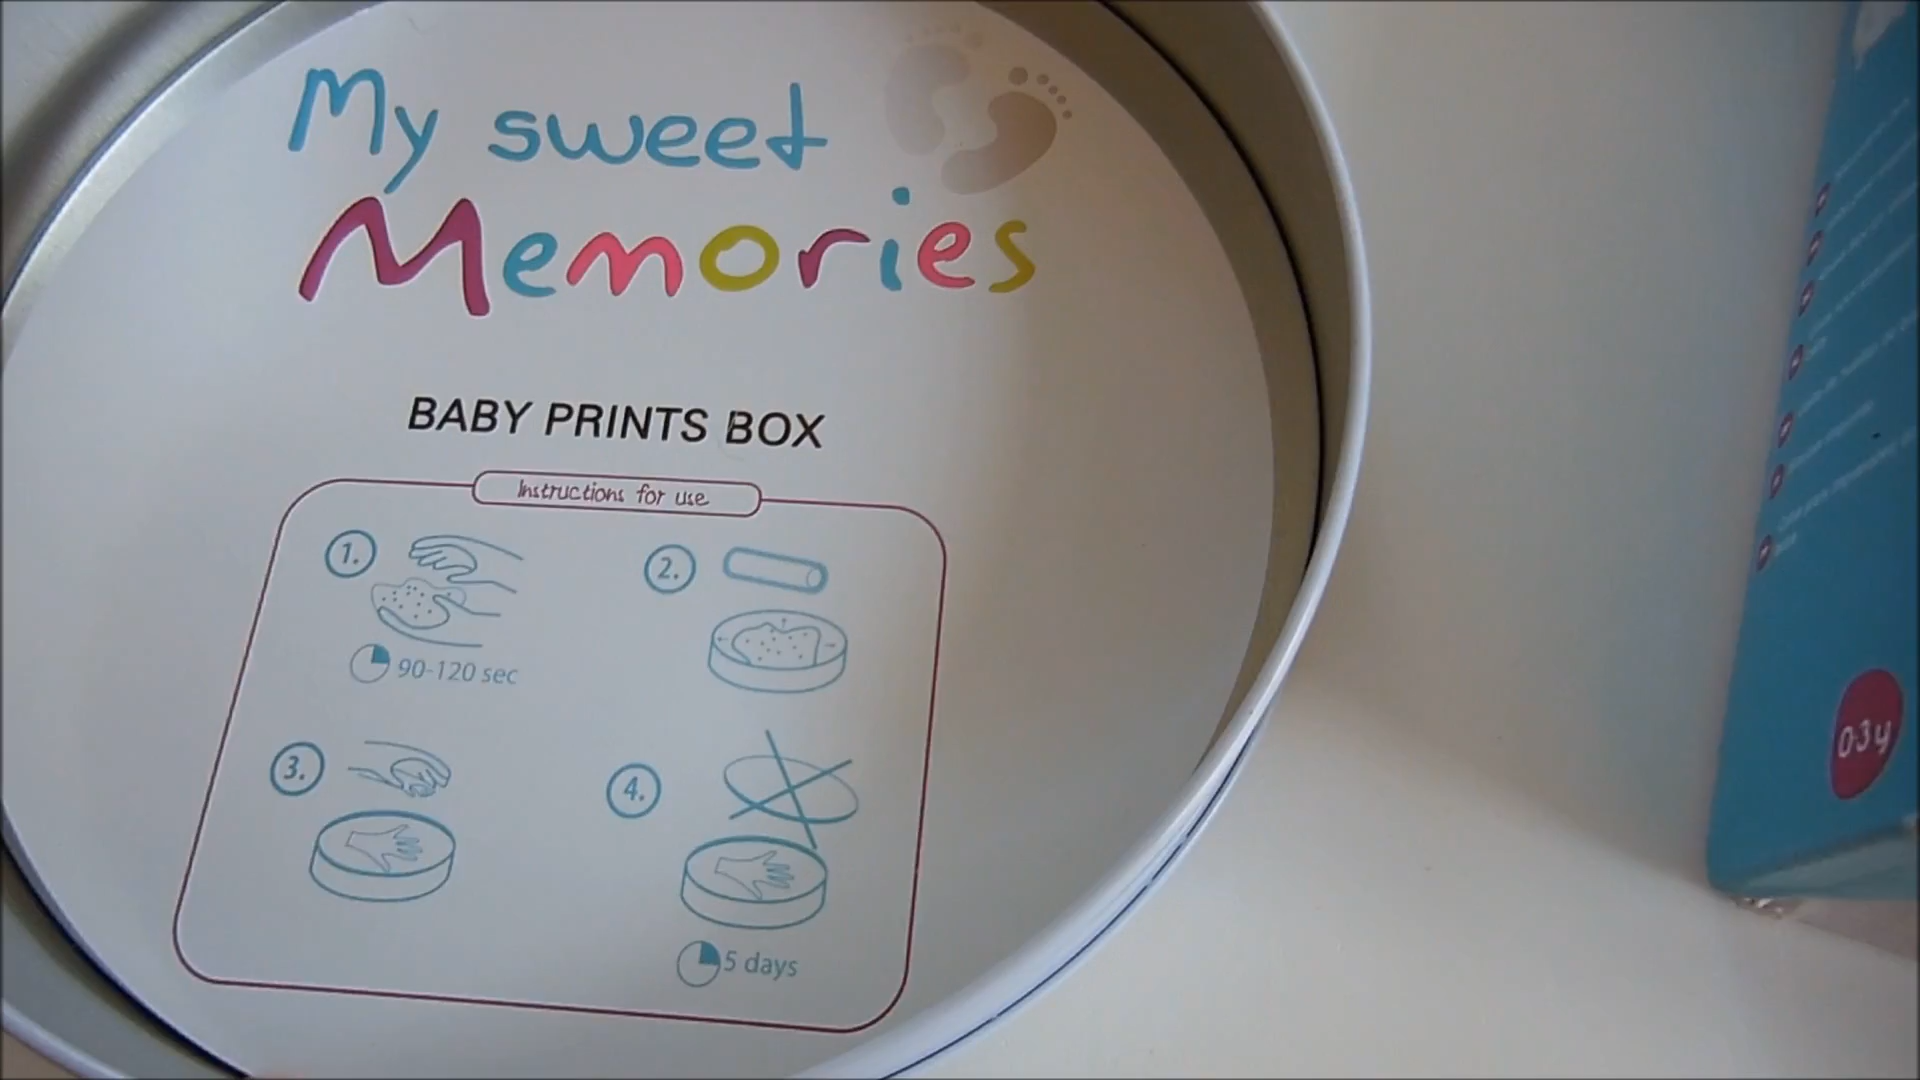 My sweet
Memories
BABY PRINTS BOX
Instructions for use
1.
2.
90-120 sec
3.
4.
5 days
0-3 y